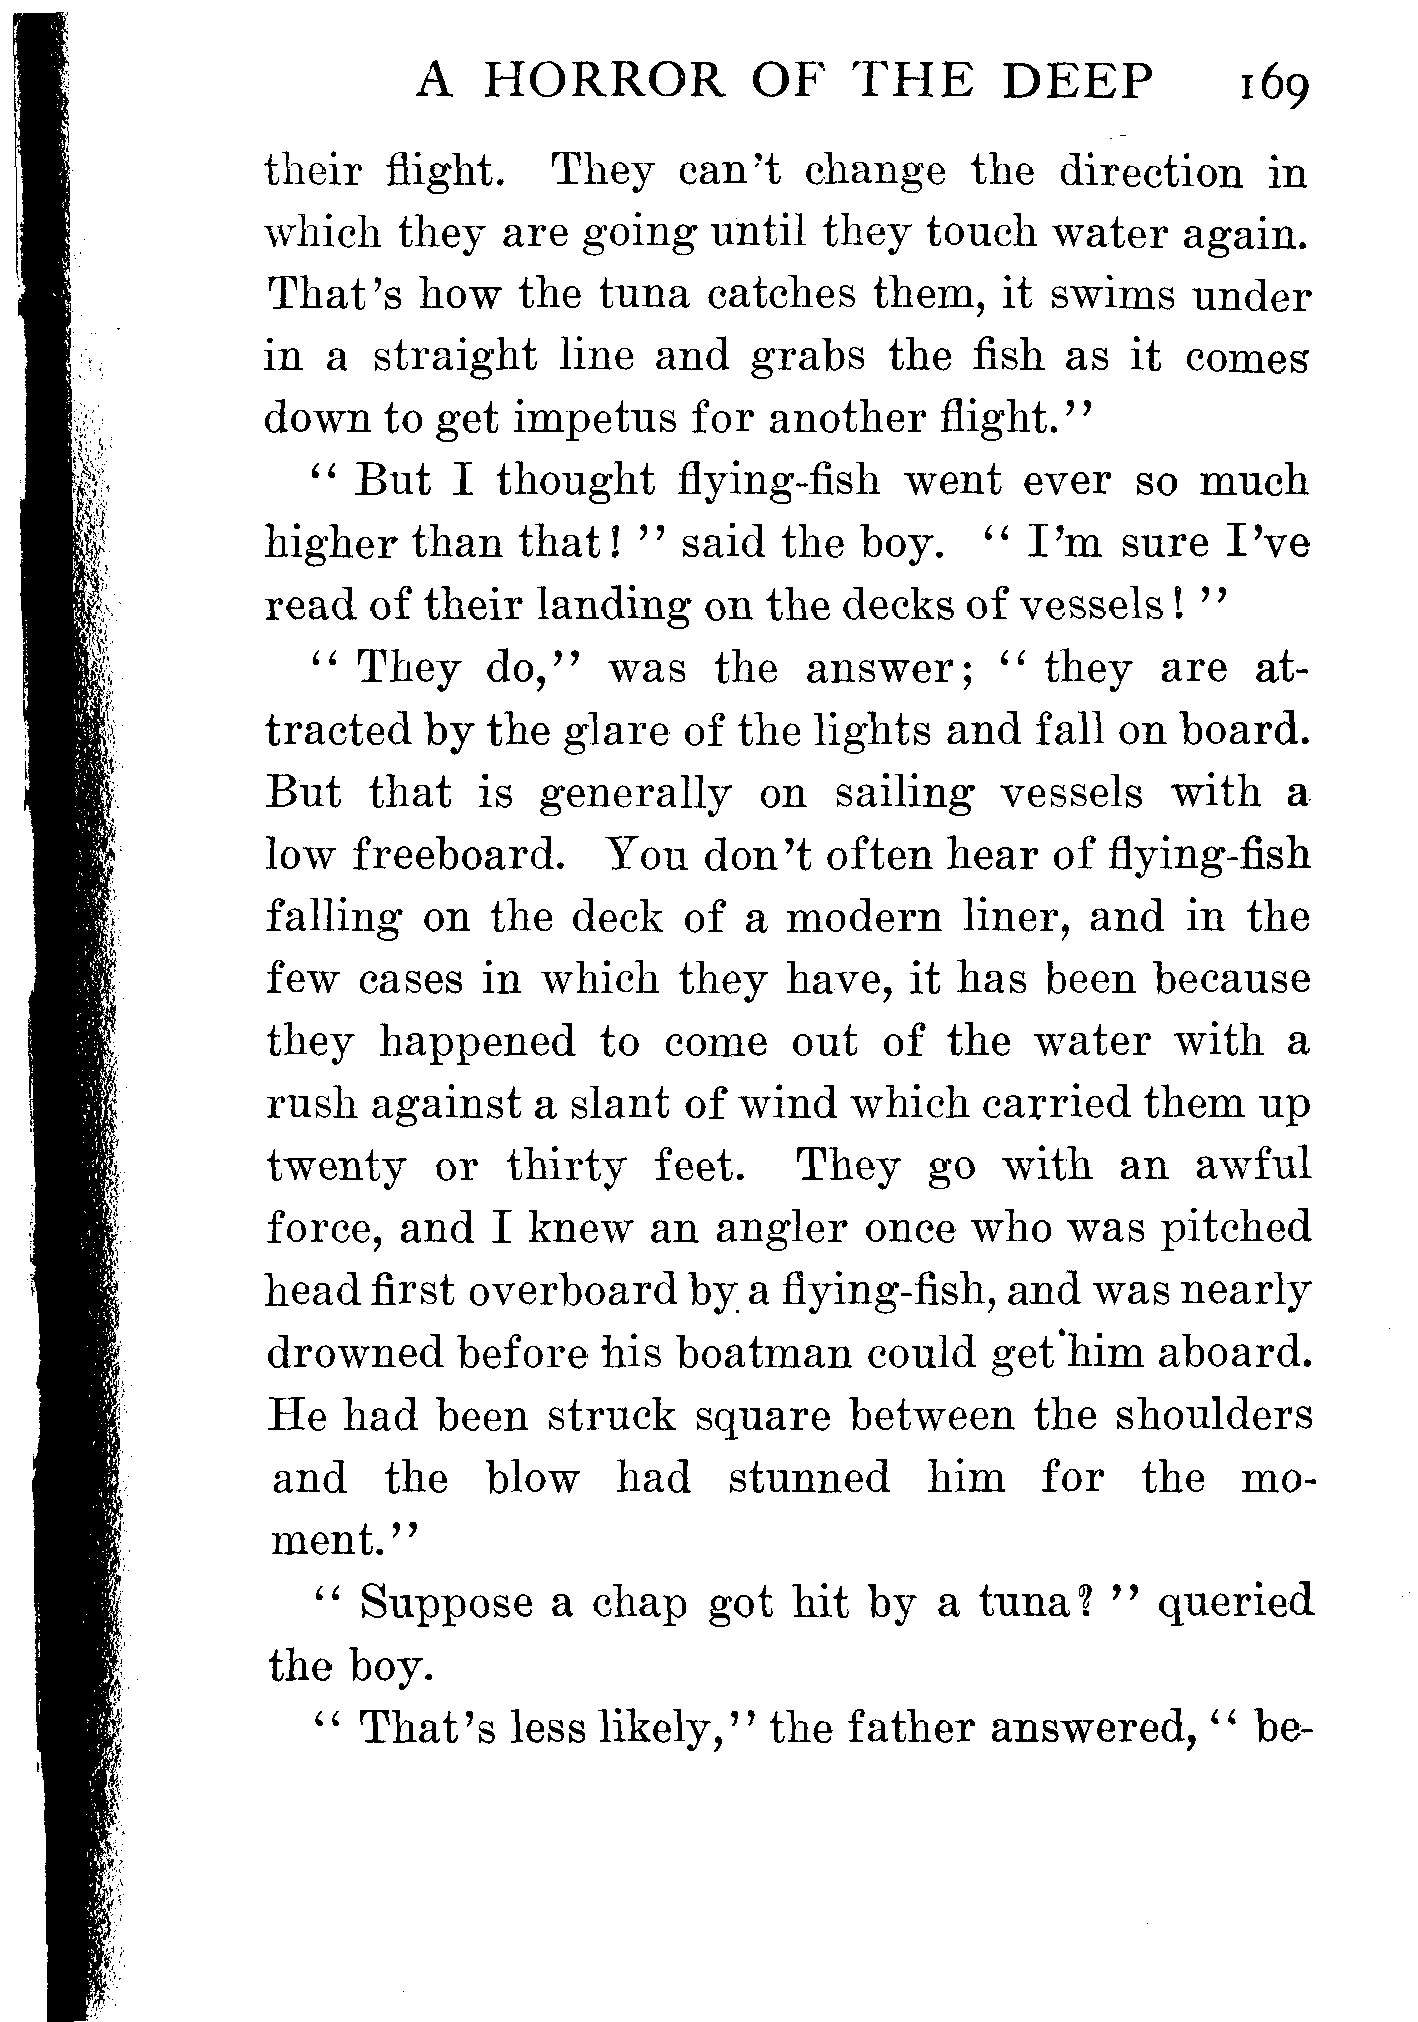 A HORROR OF THE DEEP 169
their flight. They can't change the direction in
which they are going until they touch water again.
That's how the tuna catches them, it swims under
in a straight line and grabs the fish as it comes
down to get impetus for another flight."
" But I thought flying-fish went ever so much
higher than that! " said the boy. " I'm sure I've
read of their landing on the decks of vessels! "
" They do," was the answer; " they are at-
tracted by the glare of the lights and fall on board.
But that is generally on sailing vessels with a
low freeboard. You don't often hear of flying-fish
falling on the deck of a modern liner, and in the
few cases in which they have, it has been because
they happened to come out of the water with a
rush against a slant of wind which carried them up
twenty or thirty feet. They go with an awful
force, and I knew an angler once who was pitched
head first overboard by a flying-fish, and was nearly
drowned before his boatman could get him aboard.
He had been struck square between the shoulders
and the blow had stunned him for the mo-
ment."
" Suppose a chap got hit by a tuna? " queried
the boy.
" That's less likely," the father answered, " be-